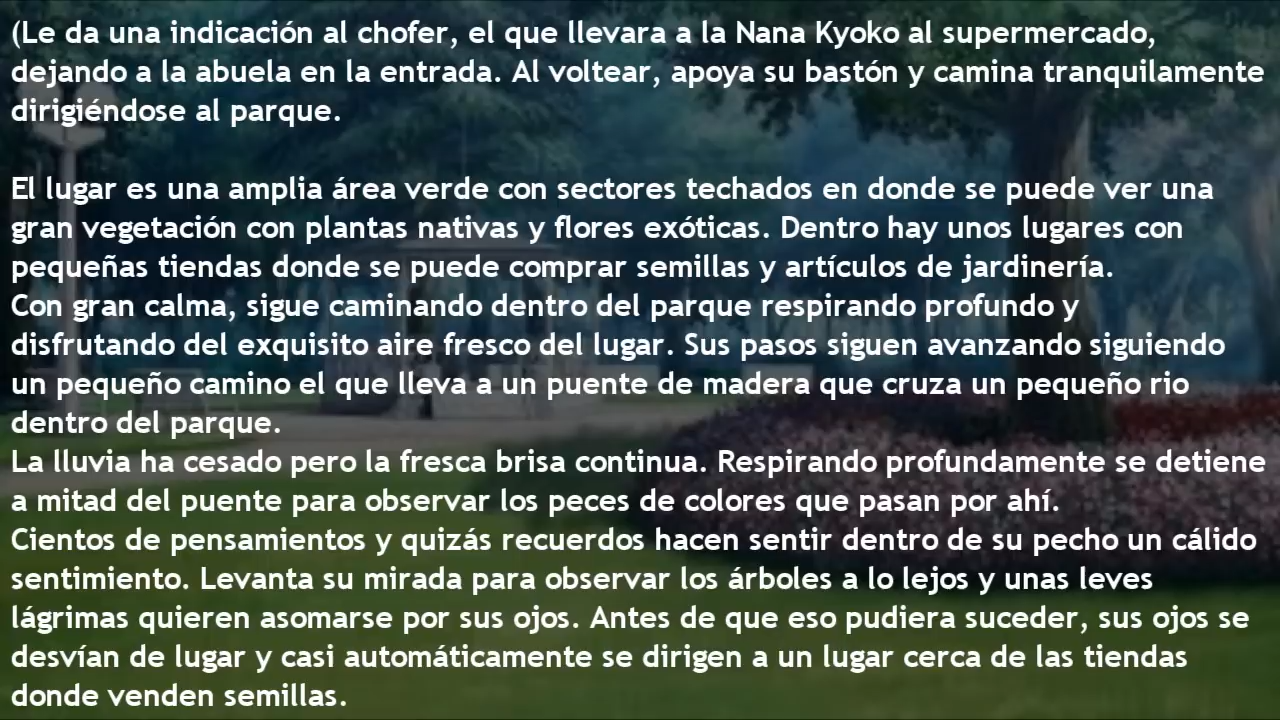 (Le da una indicación al chofer, el que llevara a la Nana Kyoko al supermercado,
dejando a la abuela en la entrada. Al voltear, apoya su bastón y camina tranquilamente
dirigiéndose al parque.
El lugar es una amplia área verde con sectores techados en donde se puede ver una
gran vegetación con plantas nativas y flores exóticas. Dentro hay unos lugares con
pequeñas tiendas donde se puede comprar semillas y artículos de jardinería.
Con gran calma, sigue caminando dentro del parque respirando profundo y
disfrutando del exquisito aire fresco del lugar. Sus pasos siguen avanzando siguiendo
un pequeño camino el que lleva a un puente de madera que cruza un pequeño rio
dentro del parque.
La lluvia ha cesado pero la fresca brisa continua. Respirando profundamente se detiene
a mitad del puente para observar los peces de colores que pasan por ahí.
Cientos de pensamientos y quizás recuerdos hacen sentir dentro de su pecho un cálido
sentimiento. Levanta su mirada para observar los árboles a lo lejos y unas leves
lágrimas quieren asomarse por sus ojos. Antes de que eso pudiera suceder, sus ojos se
desvían de lugar y casi automáticamente se dirigen a un lugar cerca de las tiendas
donde venden semillas.